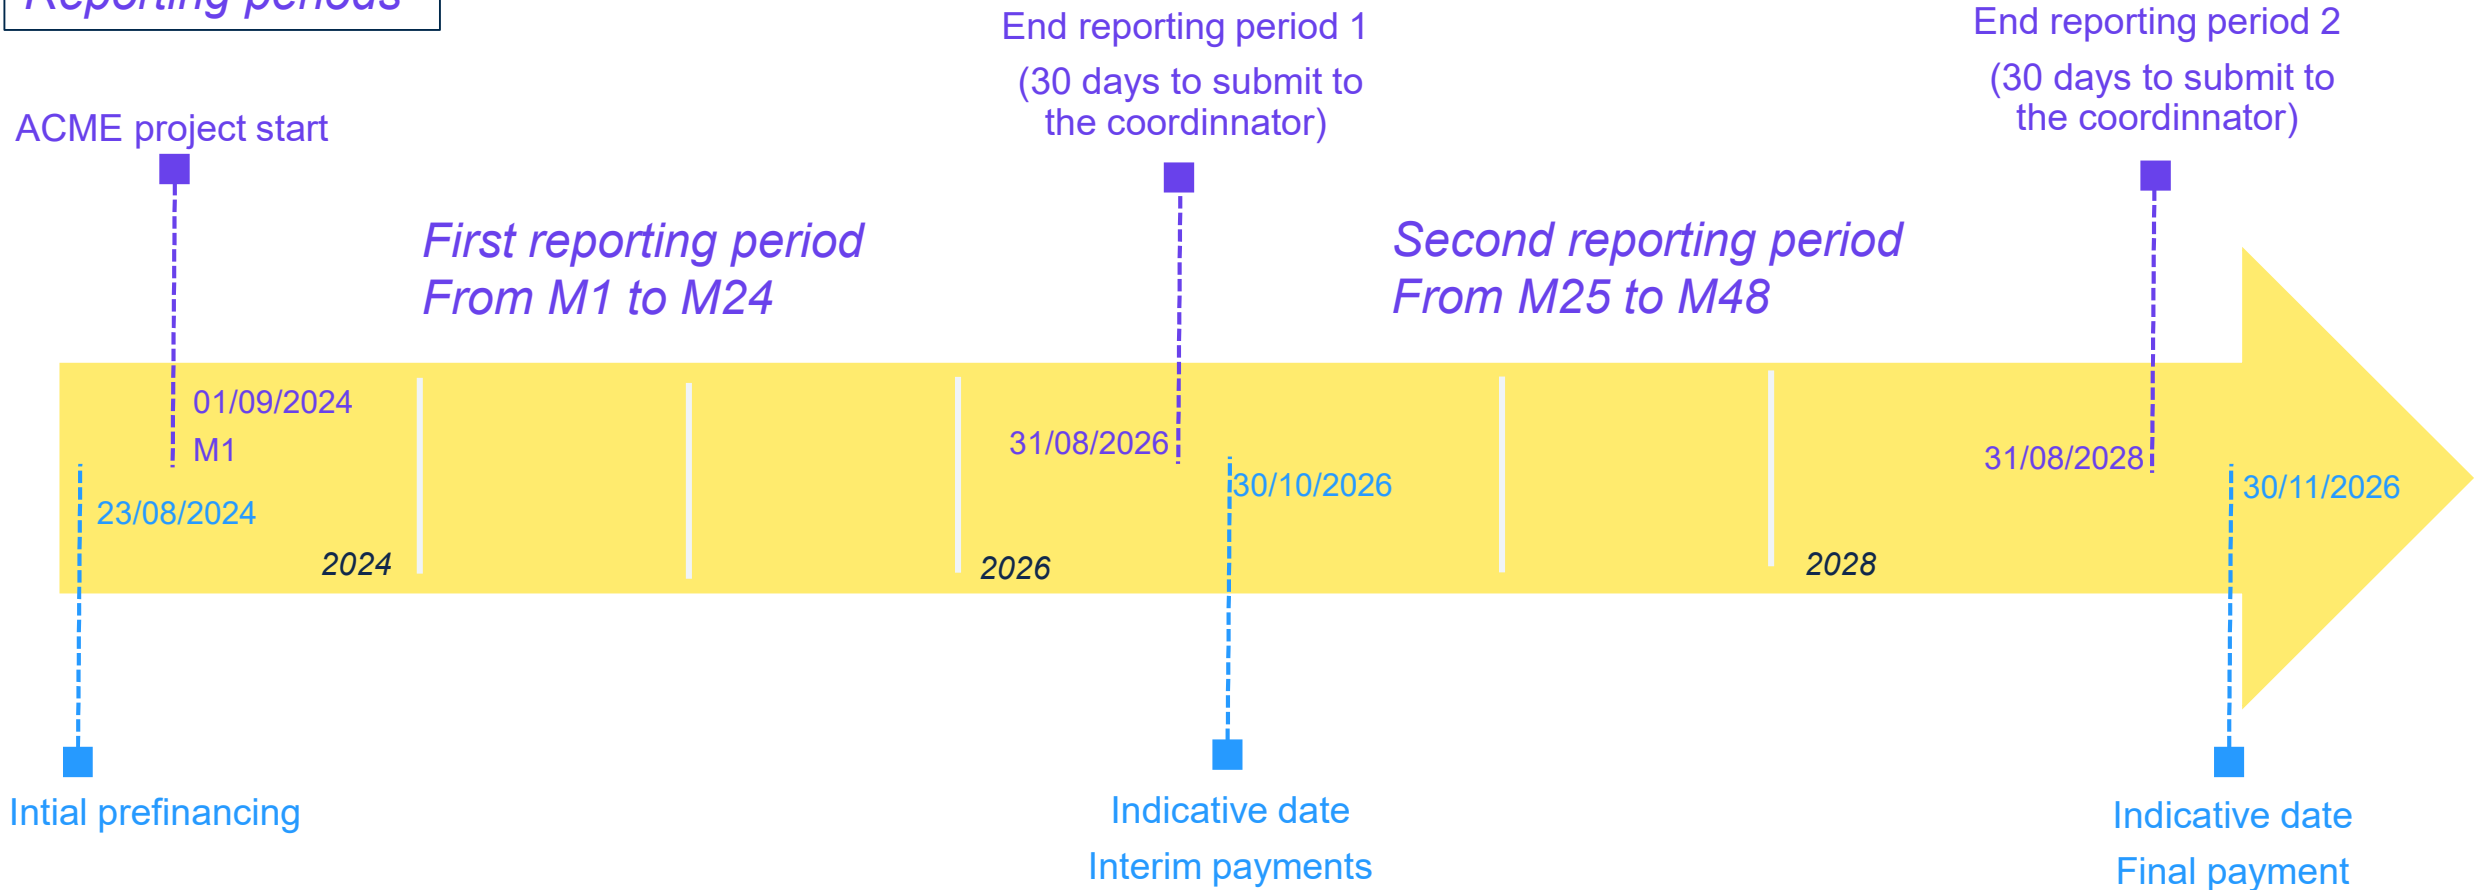 Reporting periods
ACME project start
End reporting period 1
(30 days to submit to
the coordinnator)
End reporting period 2
(30 days to submit to
the coordinnator)
First reporting period
From M1 to M24
Second reporting period
From M25 to M48
01/09/2024
M1
23/08/2024
2024
31/08/2026
30/10/2026
2026
31/08/2028
30/11/2026
2028
Intial prefinancing
Indicative date
Interim payments
Indicative date
Final payment